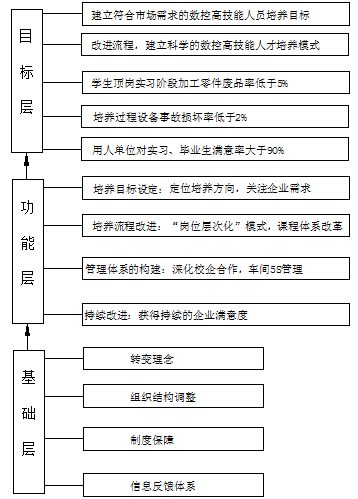 目标层
建立符合市场需求的数控高技能人员培养目标
改进流程，建立科学的数控高技能人才培养模式
学生顶岗实习阶段加工零件废品率低于5%
培养过程设备事故损坏率低于2%
用人单位对实习、毕业生满意率大于90%
功能层
培养目标设定：定位培养方向，关注企业需求
培养流程改进：“岗位层次化”模式，课程体系改革
管理体系的构建：深化校企合作，车间5S管理
持续改进：获得持续的企业满意度
基础层
转变理念
组织结构调整
制度保障
信息反馈体系